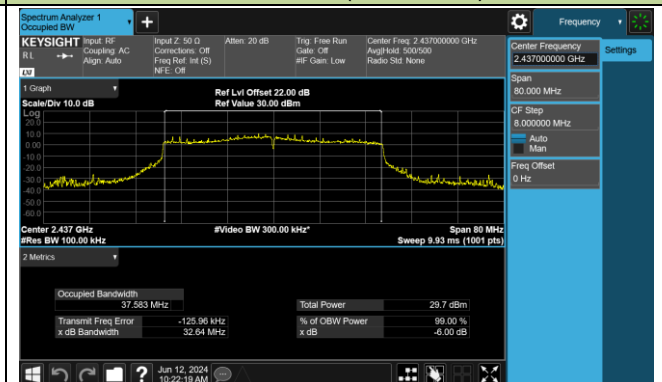 Spectrum Analyzer 1
Occupied BW
+
Frequency
KEYSIGHT
RL
LXI
Input: RF
Coupling: AC
Align: Auto
Input Z: 50 Ω
Corrections: Off
Freq Ref: Int (S)
NFE: Off
Atten: 20 dB
Trig: Free Run
Gate: Off
#IF Gain: Low
Center Freq: 2.437000000 GHz
Avg|Hold: 500/500
Radio Std: None
Center Frequency
2.437000000 GHz
Settings
Span
80.000 MHz
CF Step
8.000000 MHz
Auto
Man
Freq Offset
0 Hz
1 Graph
Scale/Div 10.0 dB
Ref Lvl Offset 22.00 dB
Ref Value 30.00 dBm
Log
20.0
10.0
0.00
-10.0
-20.0
-30.0
-40.0
-50.0
-60.0
Center 2.437 GHz
#Res BW 100.00 kHz
#Video BW 300.00 kHz*
Span 80 MHz
Sweep 9.93 ms (1001 pts)
2 Metrics
Occupied Bandwidth
37.583 MHz
Total Power 29.7 dBm
Transmit Freq Error -125.96 kHz
% of OBW Power 99.00 %
x dB Bandwidth 32.64 MHz
x dB -6.00 dB
?
Jun 12, 2024
10:22:19 AM